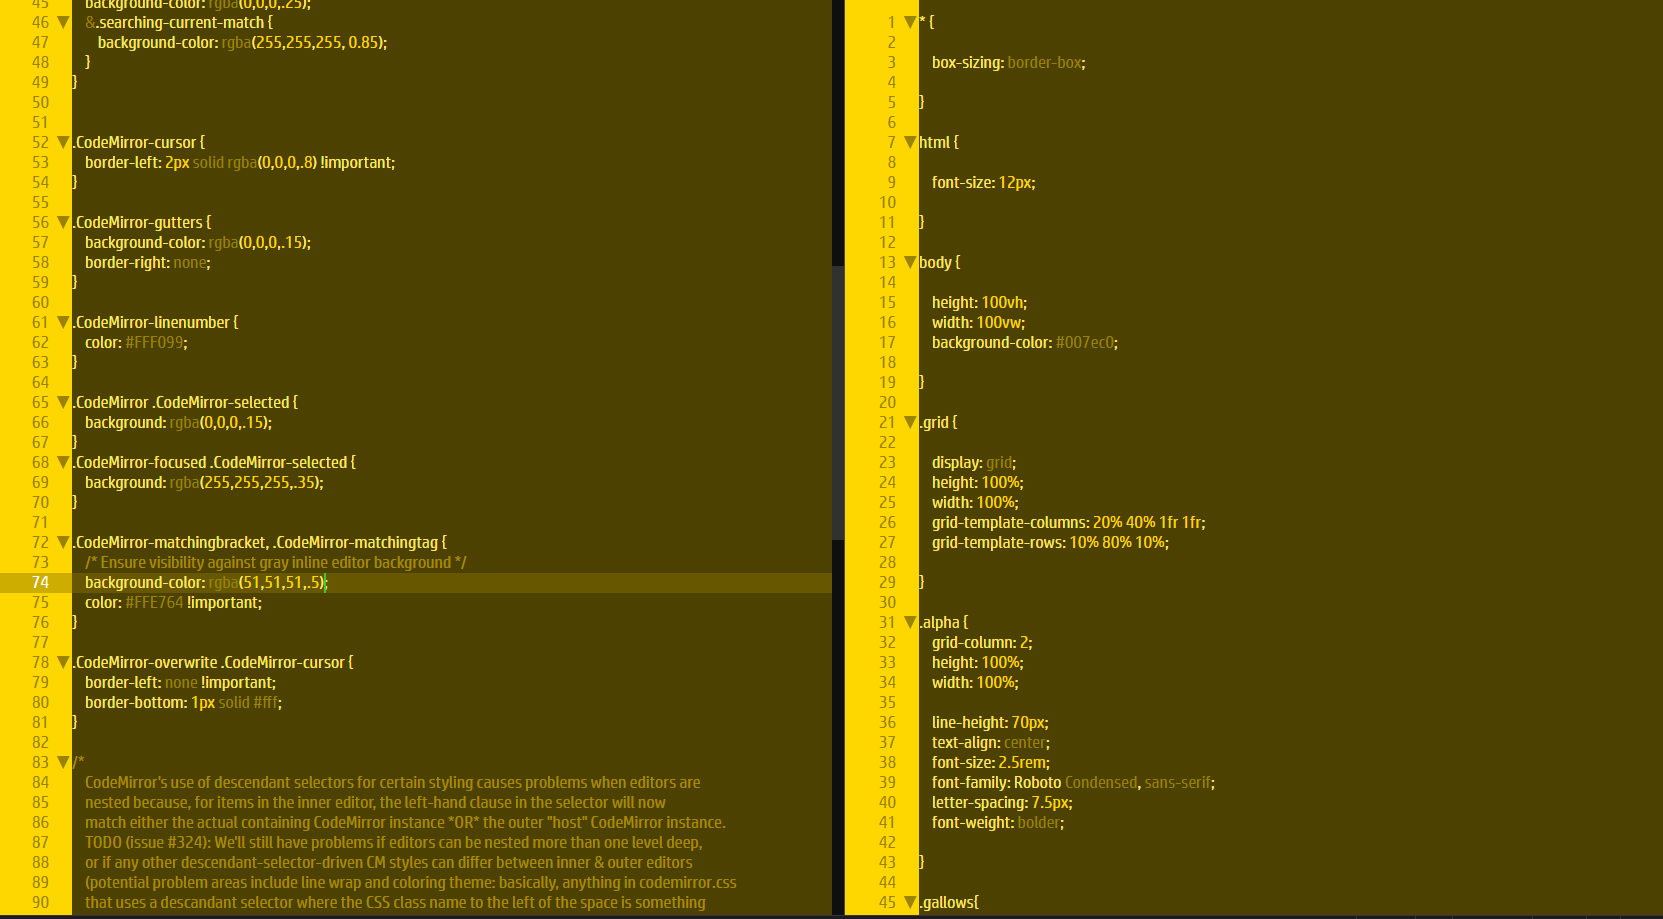 45 background-color: rgba(0,0,0,.25);
46 ▼ &.searching-current-match {
47 background-color: rgba(255,255,255, 0.85);
48 }
49 }
50
51
52 ▼ .CodeMirror-cursor {
53 border-left: 2px solid rgba(0,0,0,.8) !important;
54 }
55
56 ▼ .CodeMirror-gutters {
57 background-color: rgba(0,0,0,.15);
58 border-right: none;
59 }
60
61 ▼ .CodeMirror-linenumber {
62 color: #FFF099;
63 }
64
65 ▼ .CodeMirror .CodeMirror-selected {
66 background: rgba(0,0,0,.15);
67 }
68 ▼ .CodeMirror-focused .CodeMirror-selected {
69 background: rgba(255,255,255,.35);
70 }
71
72 ▼ .CodeMirror-matchingbracket, .CodeMirror-matchingtag {
73 /* Ensure visibility against gray inline editor background */
74 background-color: rgba(51,51,51,.5);
75 color: #FFE764 !important;
76 }
77
78 ▼ .CodeMirror-overwrite .CodeMirror-cursor {
79 border-left: none !important;
80 border-bottom: 1px solid #fff;
81 }
82
83 ▼ /*
84 CodeMirror's use of descendant selectors for certain styling causes problems when editors are
85 nested because, for items in the inner editor, the left-hand clause in the selector will now
86 match either the actual containing CodeMirror instance *OR* the outer "host" CodeMirror instance.
87 TODO (issue #324): We'll still have problems if editors can be nested more than one level deep,
88 or if any other descendant-selector-driven CM styles can differ between inner & outer editors
89 (potential problem areas include line wrap and coloring theme: basically, anything in codemirror.css
90 that uses a descandant selector where the CSS class name to the left of the space is something
1 ▼ * {
2
3 box-sizing: border-box;
4
5 }
6
7 ▼ html {
8
9 font-size: 12px;
10
11 }
12
13 ▼ body {
14
15 height: 100vh;
16 width: 100vw;
17 background-color: #007ec0;
18
19 }
20
21 ▼ .grid {
22
23 display: grid;
24 height: 100%;
25 width: 100%;
26 grid-template-columns: 20% 40% 1fr 1fr;
27 grid-template-rows: 10% 80% 10%;
28
29 }
30
31 ▼ .alpha {
32 grid-column: 2;
33 height: 100%;
34 width: 100%;
35
36 line-height: 70px;
37 text-align: center;
38 font-size: 2.5rem;
39 font-family: Roboto Condensed, sans-serif;
40 letter-spacing: 7.5px;
41 font-weight: bolder;
42
43 }
44
45 ▼ .gallows{